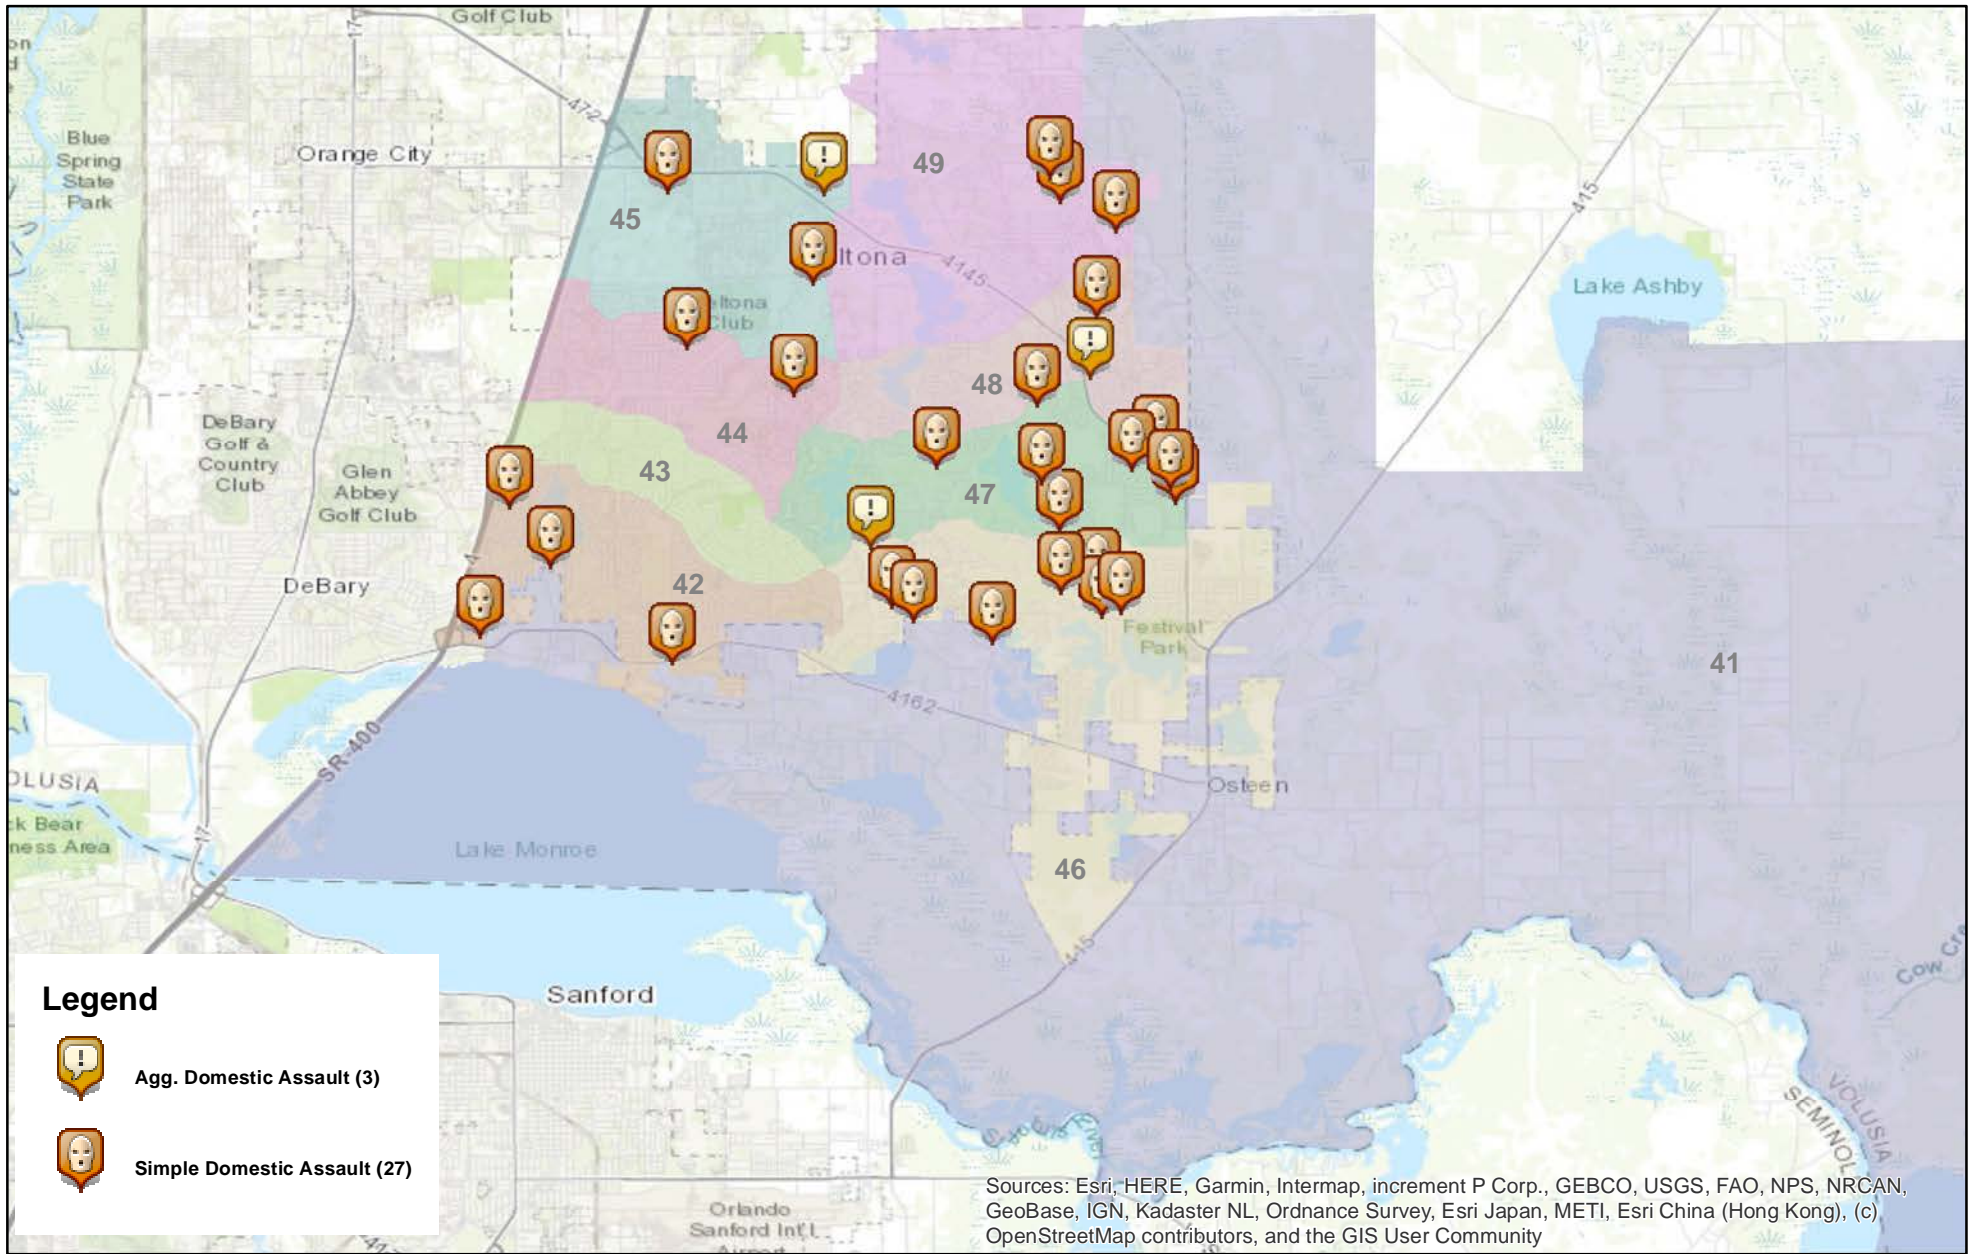 Golf Club
17
472
Blue
Spring
State
Park
Orange City
49
45
ltona
4145
415
Lake Ashby
eltona
Club
48
DeBary
Golf &
Country
Club
44
43
Glen
Abbey
Golf Club
47
DeBary
42
Festival
Park
41
4162
SR-400
OLUSIA
Osteen
17
ck Bear
ness Area
Lake Monroe
46
415
Cow Cre
Sanford
Legend
Agg. Domestic Assault (3)
Simple Domestic Assault (27)
VOLUSIA
SEMINOL
Orlando
Sanford Int'l
Airport
Sources: Esri, HERE, Garmin, Intermap, increment P Corp., GEBCO, USGS, FAO, NPS, NRCAN,
GeoBase, IGN, Kadaster NL, Ordnance Survey, Esri Japan, METI, Esri China (Hong Kong), (c)
OpenStreetMap contributors, and the GIS User Community